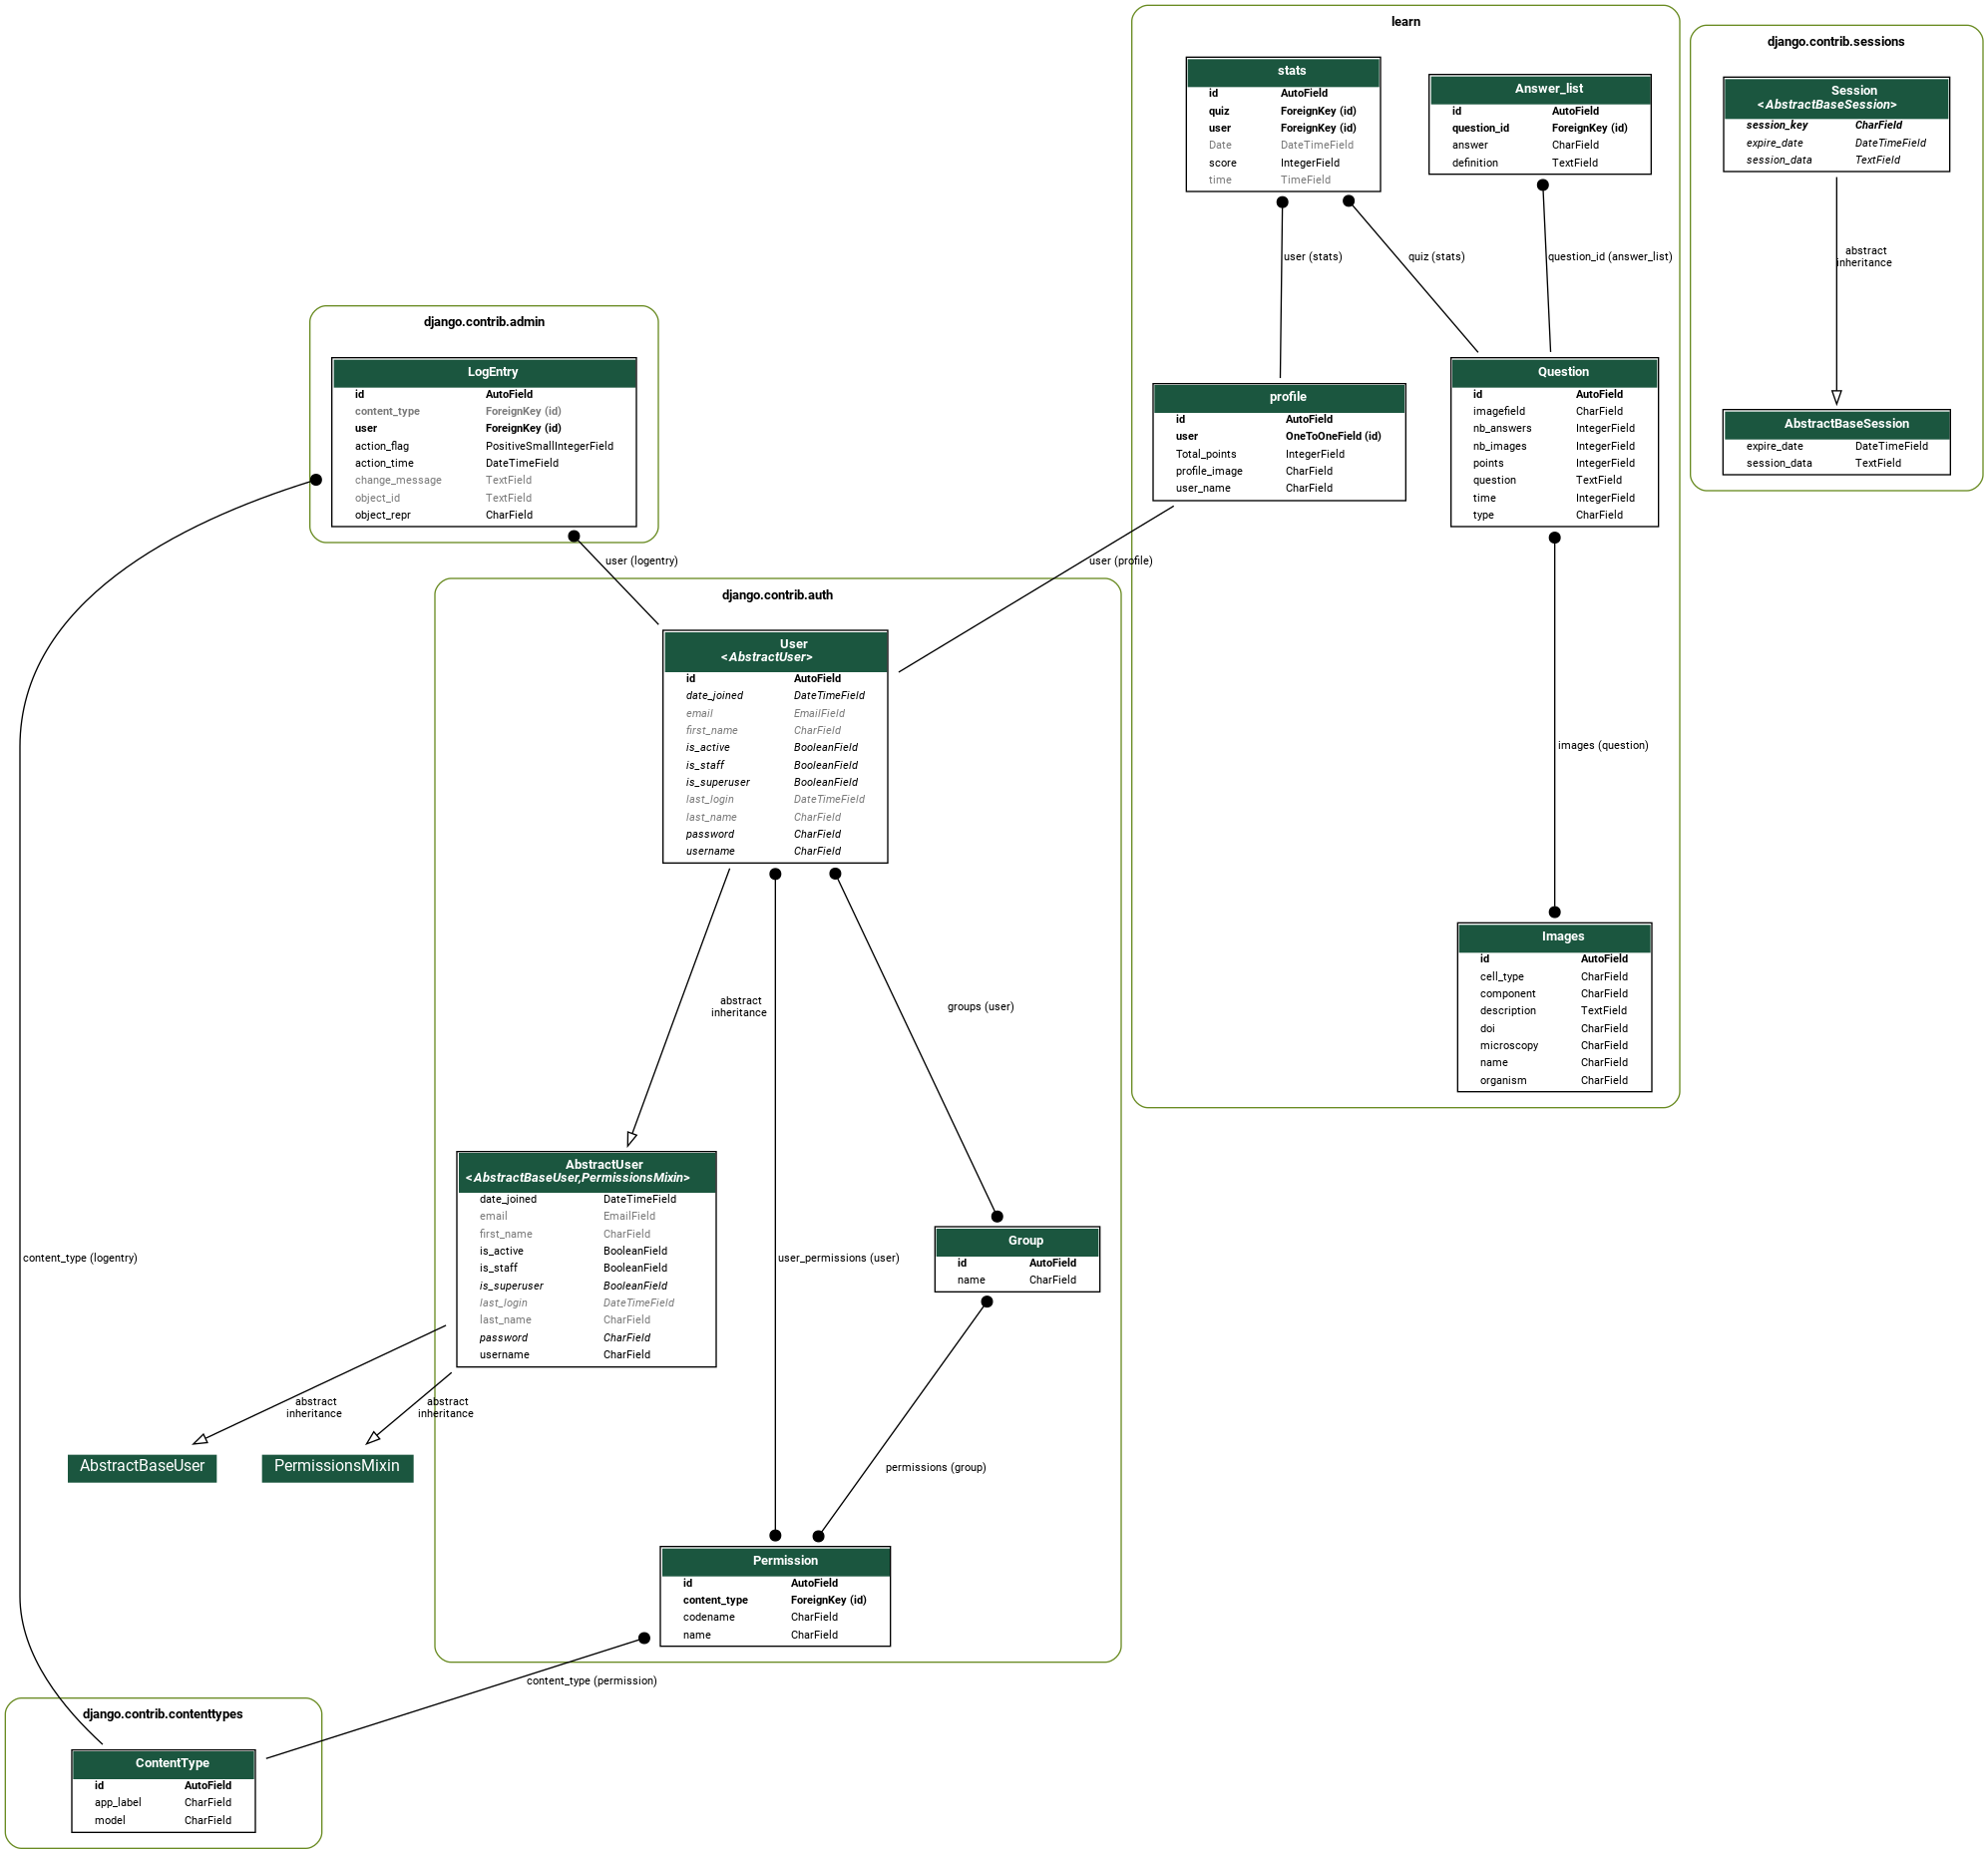 learn
stats
id AutoField
quiz ForeignKey (id)
user ForeignKey (id)
Date DateTimeField
score IntegerField
time TimeField
Answer_list
id AutoField
question_id ForeignKey (id)
answer CharField
definition TextField
user (stats)
quiz (stats)
question_id (answer_list)
profile
id AutoField
user OneToOneField (id)
Total_points IntegerField
profile_image CharField
user_name CharField
Question
id AutoField
imagefield CharField
nb_answers IntegerField
nb_images IntegerField
points IntegerField
question TextField
time IntegerField
type CharField
user (profile)
images (question)
Images
id AutoField
cell_type CharField
component CharField
description TextField
doi CharField
microscopy CharField
name CharField
organism CharField
django.contrib.sessions
Session
<AbstractBaseSession>
session_key CharField
expire_date DateTimeField
session_data TextField
abstract
inheritance
AbstractBaseSession
expire_date DateTimeField
session_data TextField
django.contrib.admin
LogEntry
id AutoField
content_type ForeignKey (id)
user ForeignKey (id)
action_flag PositiveSmallIntegerField
action_time DateTimeField
change_message TextField
object_id TextField
object_repr CharField
user (logentry)
content_type (logentry)
django.contrib.auth
User
<AbstractUser>
id AutoField
date_joined DateTimeField
email EmailField
first_name CharField
is_active BooleanField
is_staff BooleanField
is_superuser BooleanField
last_login DateTimeField
last_name CharField
password CharField
username CharField
abstract
inheritance
groups (user)
user_permissions (user)
AbstractUser
<AbstractBaseUser,PermissionsMixin>
date_joined DateTimeField
email EmailField
first_name CharField
is_active BooleanField
is_staff BooleanField
is_superuser BooleanField
last_login DateTimeField
last_name CharField
password CharField
username CharField
Group
id AutoField
name CharField
abstract
inheritance
abstract
inheritance
AbstractBaseUser
PermissionsMixin
permissions (group)
Permission
id AutoField
content_type ForeignKey (id)
codename CharField
name CharField
content_type (permission)
django.contrib.contenttypes
ContentType
id AutoField
app_label CharField
model CharField